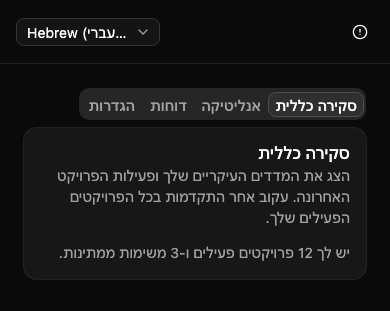 Hebrew (עברי...
סקירה כללית
אנליטיקה
דוחות
הגדרות
סקירה כללית
הצג את המדדים העיקריים שלך ופעילות הפרויקט
האחרונה. עקוב אחר התקדמות בכל הפרויקטים
הפעילים שלך.
יש לך 12 פרויקטים פעילים ו-3 משימות ממתינות.